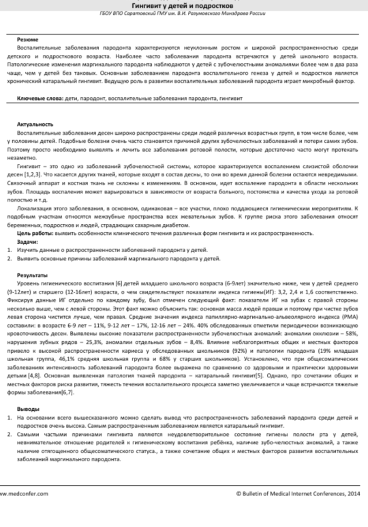 Гингивит у детей и подростков
ГБОУ ВПО Саратовский ГМУ им. В.И. Разумовского Минздрава России
Резюме
Воспалительные заболевания пародонта характеризуются неуклонным ростом и широкой распространенностью среди
детского и подросткового возраста. Наиболее часто заболевания пародонта встречаются у детей школьного возраста.
Патологические изменения маргинального пародонта наблюдаются у детей с зубочелюстными аномалиями более чем в два раза
чаще, чем у детей без таковых. Основным заболеванием пародонта воспалительного генеза у детей и подростков является
хронический катаральный гингивит. Ведущую роль в развитии воспалительных заболеваний пародонта играет микробный фактор.
Ключевые слова: дети, пародонт, воспалительные заболевания пародонта, гингивит
Актуальность
Воспалительные заболевания десен широко распространены среди людей различных возрастных групп, в том числе более, чем
у половины детей. Подобные болезни очень часто становятся причиной других зубочелюстных заболеваний и потери самих зубов.
Поэтому просто необходимо выявлять и лечить все заболевания ротовой полости, которые достаточно часто могут протекать
незаметно.
Гингивит – это одно из заболеваний зубочелюстной системы, которое характеризуется воспалением слизистой оболочки
десен [1,2,3]. Что касается других тканей, которые входят в состав десны, то они во время данной болезни остаются невредимыми.
Связочный аппарат и костная ткань не склонны к изменениям. В основном, идет воспаление пародонта в области нескольких
зубов. Площадь воспаления может варьироваться в зависимости от возраста больного, постоянства и качества ухода за ротовой
полостью и т.д.
Локализация этого заболевания, в основном, одинаковая – все участки, плохо поддающиеся гигиеническим мероприятиям. К
подобным участкам относятся межзубные пространства всех жевательных зубов. К группе риска этого заболевания относят
беременных, подростков и людей, страдающих сахарным диабетом.
Цель работы: выявить особенности клинического течения различных форм гингивита и их распространенность.
Задачи:
1. Изучить данные о распространенности заболеваний пародонта у детей.
2. Выявить основные причины заболеваний маргинального пародонта у детей.
Результаты
Уровень гигиенического воспитания [6] детей младшего школьного возраста (6-9лет) значительно ниже, чем у детей среднего
(9-12лет) и старшего (12-16лет) возраста, о чем свидетельствуют показатели индекса гигиены(ИГ): 3,2, 2,4 и 1,6 соответственно.
Фиксируя данные ИГ отдельно по каждому зубу, был отмечен следующий факт: показатели ИГ на зубах с правой стороны
несколько выше, чем с левой стороны. Этот факт можно объяснить так: основная масса людей правши и поэтому при чистке зубов
левая сторона чистится лучше, чем правая. Средние значения индекса папиллярно-маргинально-альвеолярного индекса (PMA)
составили: в возрасте 6-9 лет – 11%, 9-12 лет – 17%, 12-16 лет – 24%. 40% обследованных отметили периодически возникающую
кровоточивость десен. Выявлены высокие показатели распространенности зубочелюстных аномалий: аномалии окклюзии – 58%,
нарушения зубных рядов – 25,3%, аномалии отдельных зубов – 8,4%. Влияние неблагоприятных общих и местных факторов
привело к высокой распространенности кариеса у обследованных школьников (92%) и патологии пародонта (19% младшая
школьная группа, 46,1% средняя школьная группа и 68% у старших школьников). Установлено, что при общесоматических
заболеваниях интенсивность заболеваний пародонта более выражена по сравнению со здоровыми и практически здоровыми
детьми [4,8]. Основная выявленная патология тканей пародонта – катаральный гингивит[5]. Однако, при сочетании общих и
местных факторов риска развития, тяжесть течения воспалительного процесса заметно увеличивается и чаще встречаются тяжелые
формы заболевания[6,7].
Выводы
1. На основании всего вышесказанного можно сделать вывод что распространенность заболеваний пародонта среди детей и
подростков очень высока. Самым распространенным заболеванием является катаральный гингивит.
2. Самыми частыми причинами гингивита являются неудовлетворительное состояние гигиены полости рта у детей,
невнимательное отношение родителей к гигиеническому воспитанию ребёнка, наличие зубо-челюстных аномалий, а также
наличие отягощенного общесоматического статуса., а также сочетание общих и местных факторов развития воспалительных
заболеваний маргинального пародонта.
www.medconfer.com
© Bulletin of Medical Internet Conferences, 2014